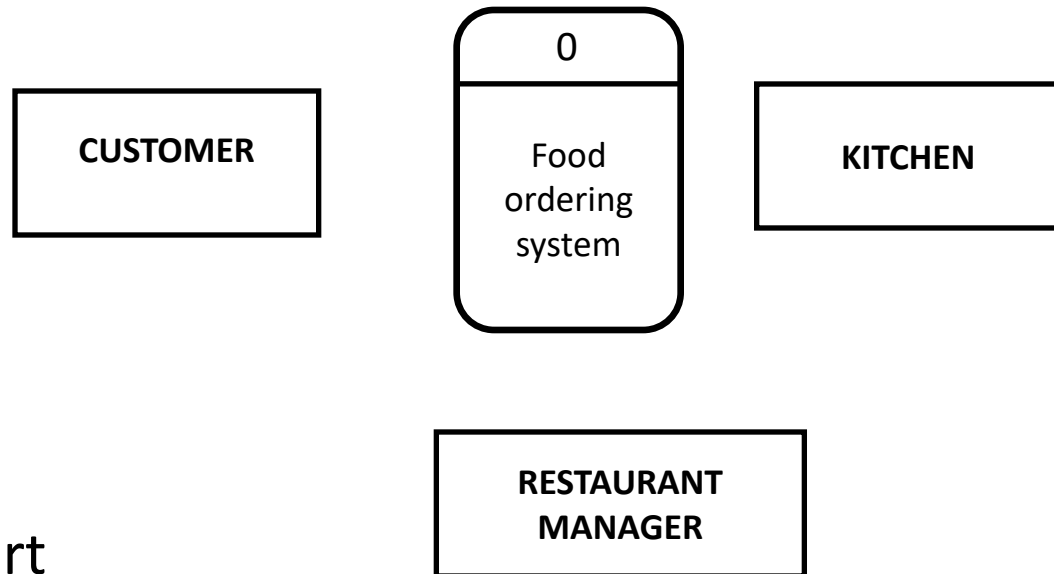 0
CUSTOMER
Food
ordering
system
KITCHEN
RESTAURANT
MANAGER
rt